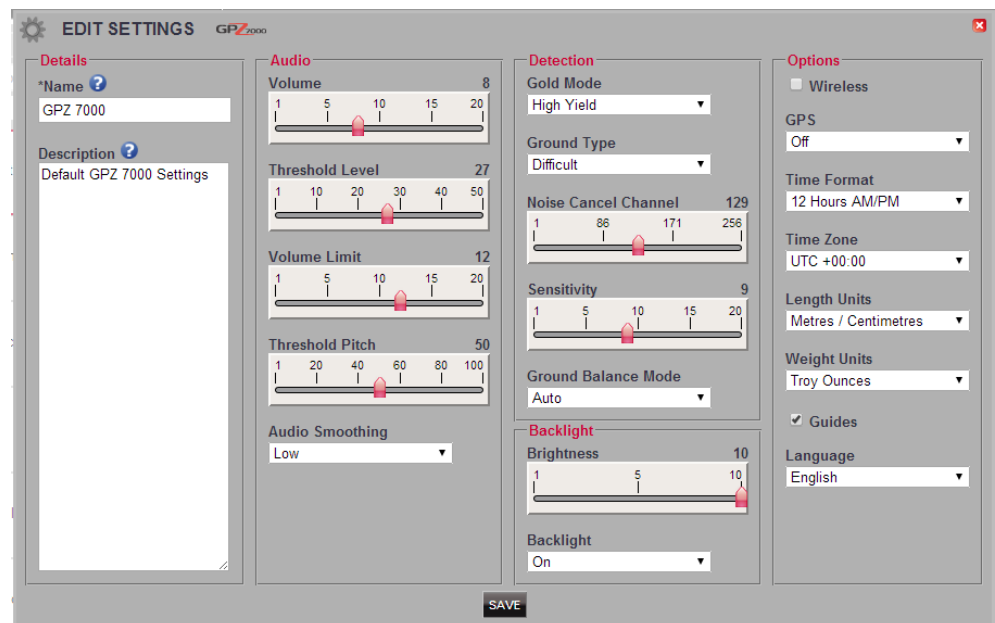 EDIT SETTINGS GPZ 7000
Details
*Name ?
GPZ 7000
Description ?
Default GPZ 7000 Settings
Audio
Volume 8
1 5 10 15 20
Threshold Level 27
1 10 20 30 40 50
Volume Limit 12
1 5 10 15 20
Threshold Pitch 50
1 20 40 60 80 100
Audio Smoothing
Low
Detection
Gold Mode
High Yield
Ground Type
Difficult
Noise Cancel Channel 129
1 86 171 256
Sensitivity 9
1 5 10 15 20
Ground Balance Mode
Auto
Backlight
Brightness 10
1 5 10
Backlight
On
Options
Wireless
GPS
Off
Time Format
12 Hours AM/PM
Time Zone
UTC +00:00
Length Units
Metres / Centimetres
Weight Units
Troy Ounces
Guides
Language
English
SAVE